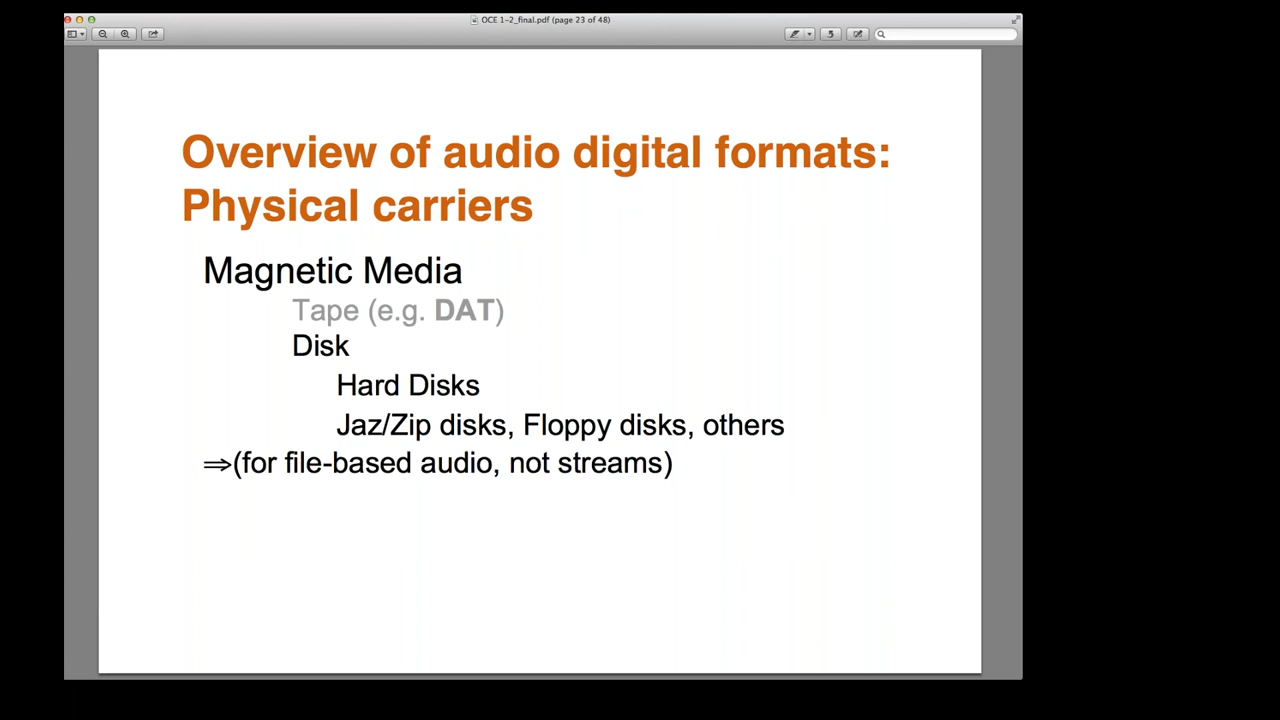 OCE 1-2_final.pdf (page 23 of 48)
Overview of audio digital formats:
Physical carriers
Magnetic Media
Tape (e.g. DAT)
Disk
Hard Disks
Jaz/Zip disks, Floppy disks, others
⇒(for file-based audio, not streams)